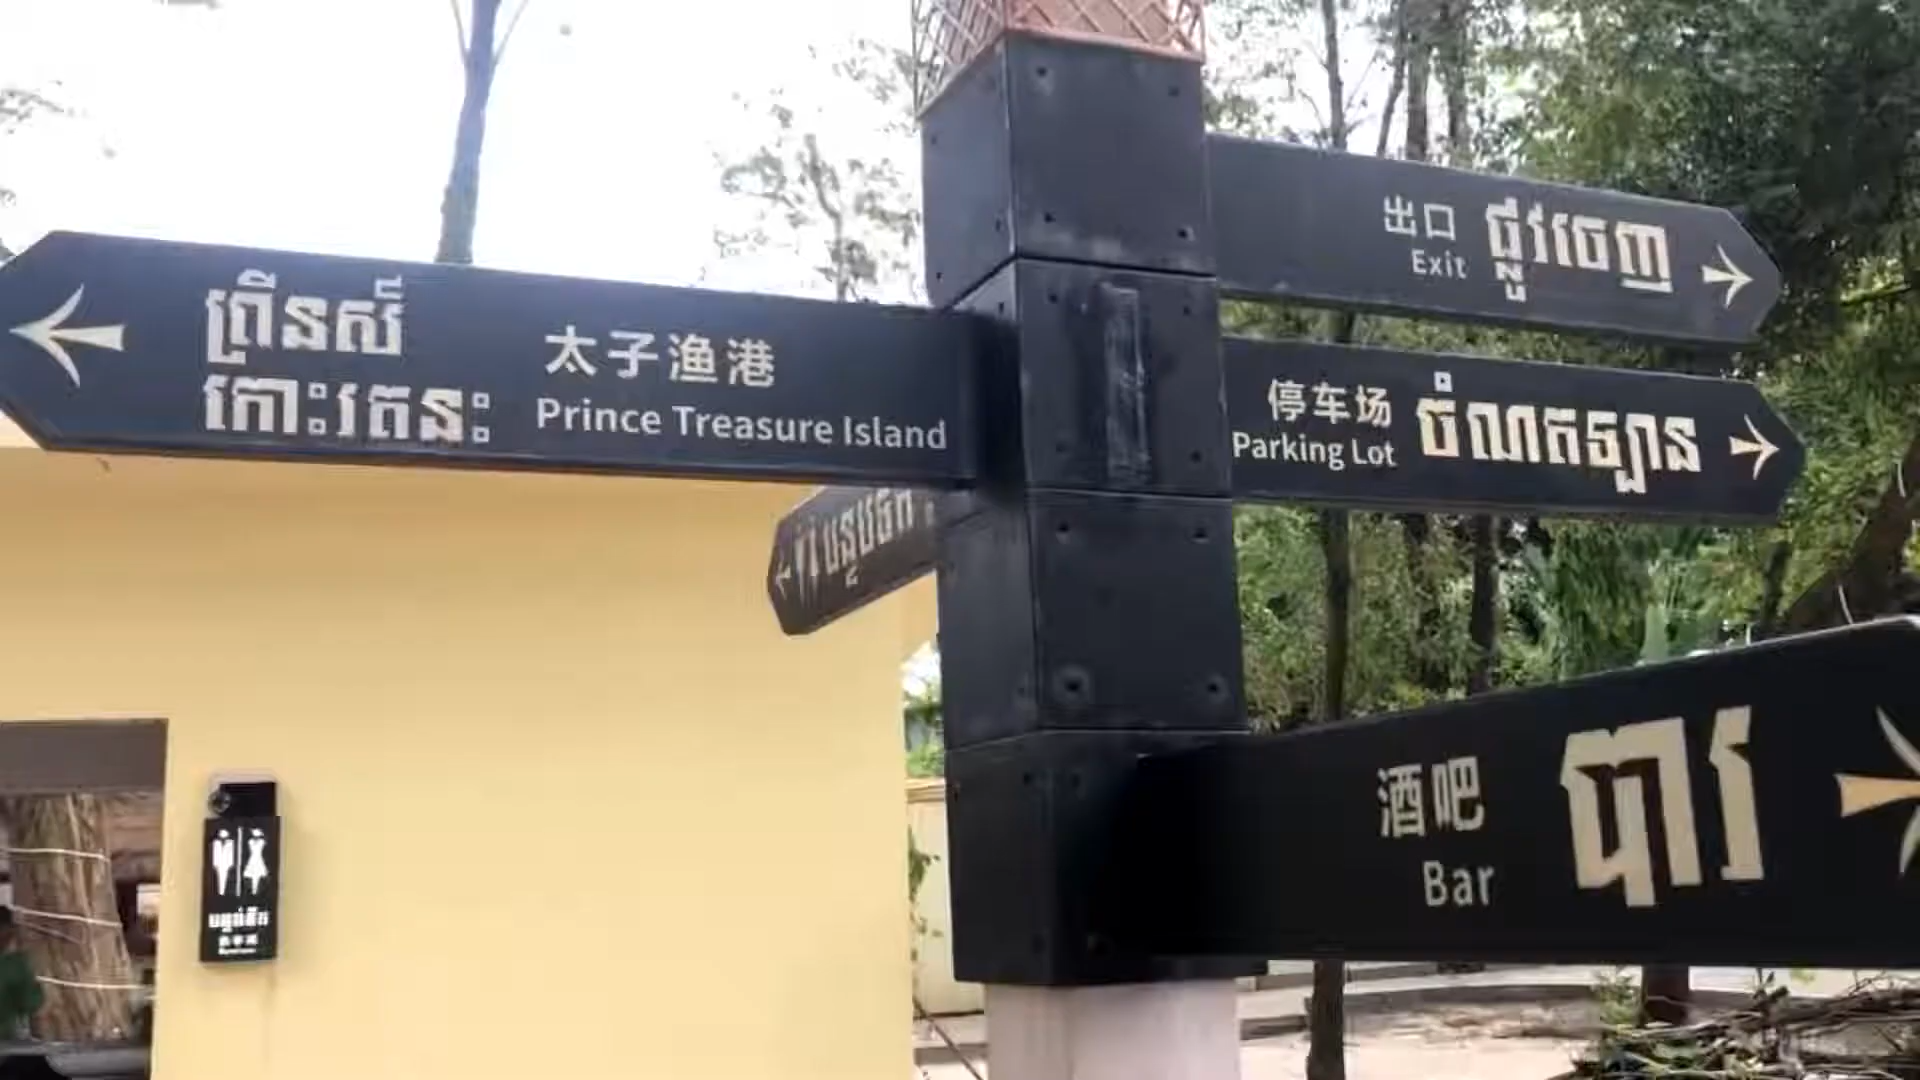 出口
Exit
ផ្លូវចេញ
ព្រីនស៍
កោះរតនៈ
太子渔港
Prince Treasure Island
停车场
Parking Lot
ចំណតឡាន
酒吧
Bar
បារ